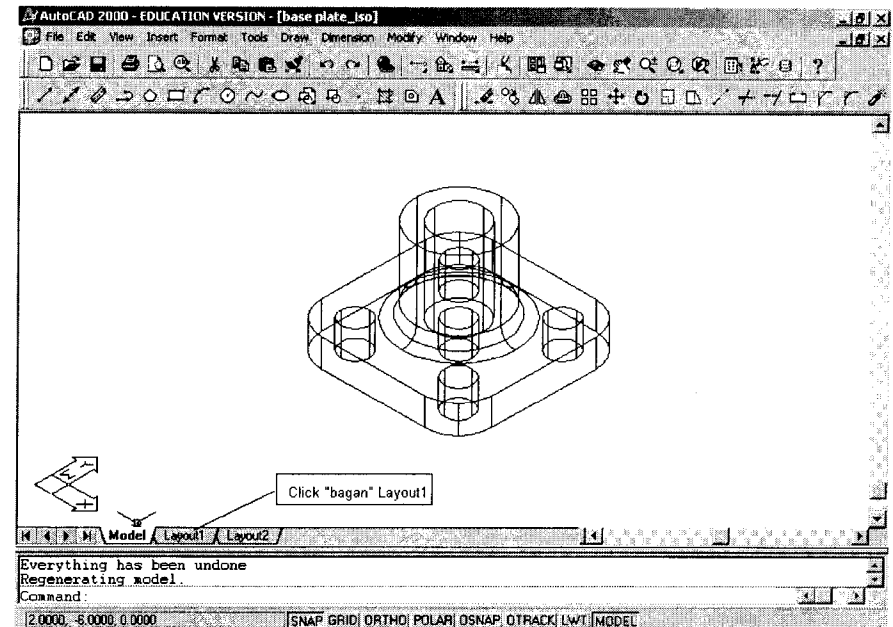 AutoCAD 2000 - EDUCATION VERSION - [base plate_Iso]
File Edit View Insert Format Tools Draw Dimension Modify Window Help
A
Click "bagan" Layout1
Model Layout1 Layout2
Everything has been undone
Regenerating model.
Command:
2.0000, -6.0000, 0.0000 SNAP GRID ORTHO POLAR OSNAP OTRACK LWT MODEL